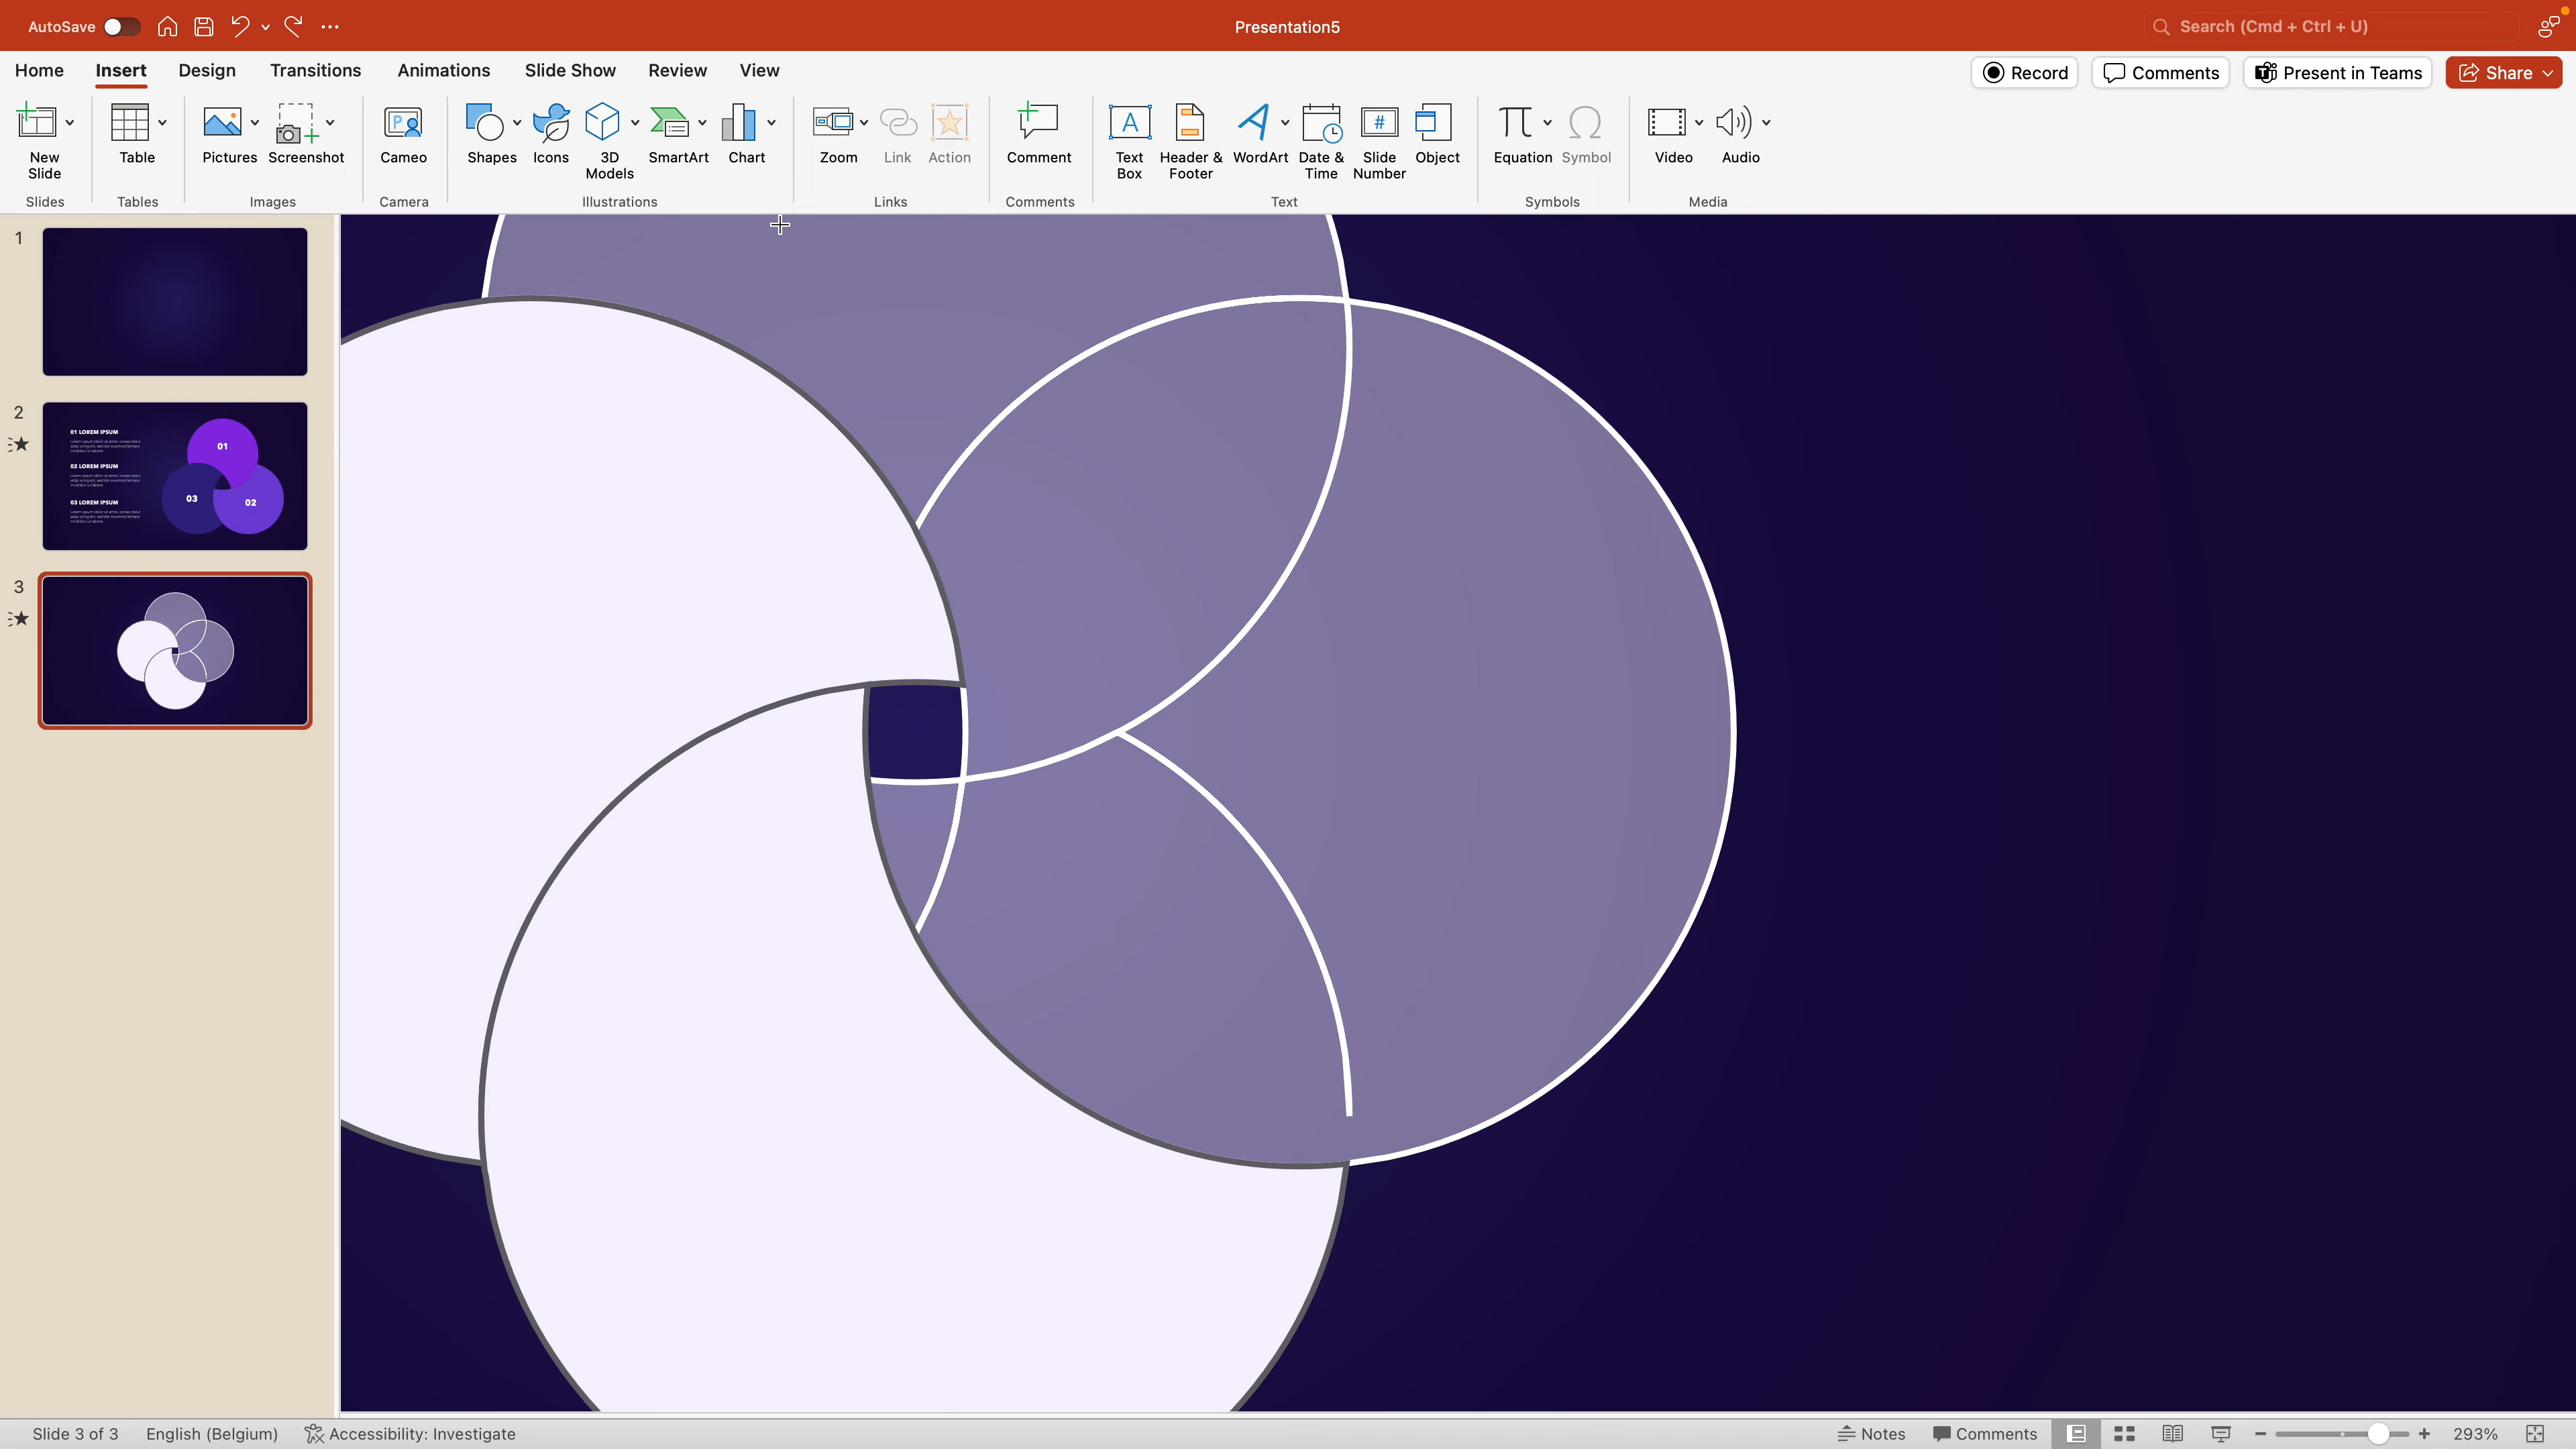 AutoSave
Presentation5
Search (Cmd + Ctrl + U)
Home Insert Design Transitions Animations Slide Show Review View
Record Comments Present in Teams Share
New Slide
Table
Pictures
Screenshot
Cameo
Shapes
Icons
3D Models
SmartArt
Chart
Zoom
Link
Action
Comment
Text Box
Header & Footer
WordArt
Date & Time
Slide Number
Object
Equation
Symbol
Video
Audio
Slides Tables Images Camera Illustrations Links Comments Text Symbols Media
1
2
01 LOREM IPSUM
02 LOREM IPSUM
03 LOREM IPSUM
01
03
02
3
Slide 3 of 3 English (Belgium) Accessibility: Investigate Notes Comments 293%